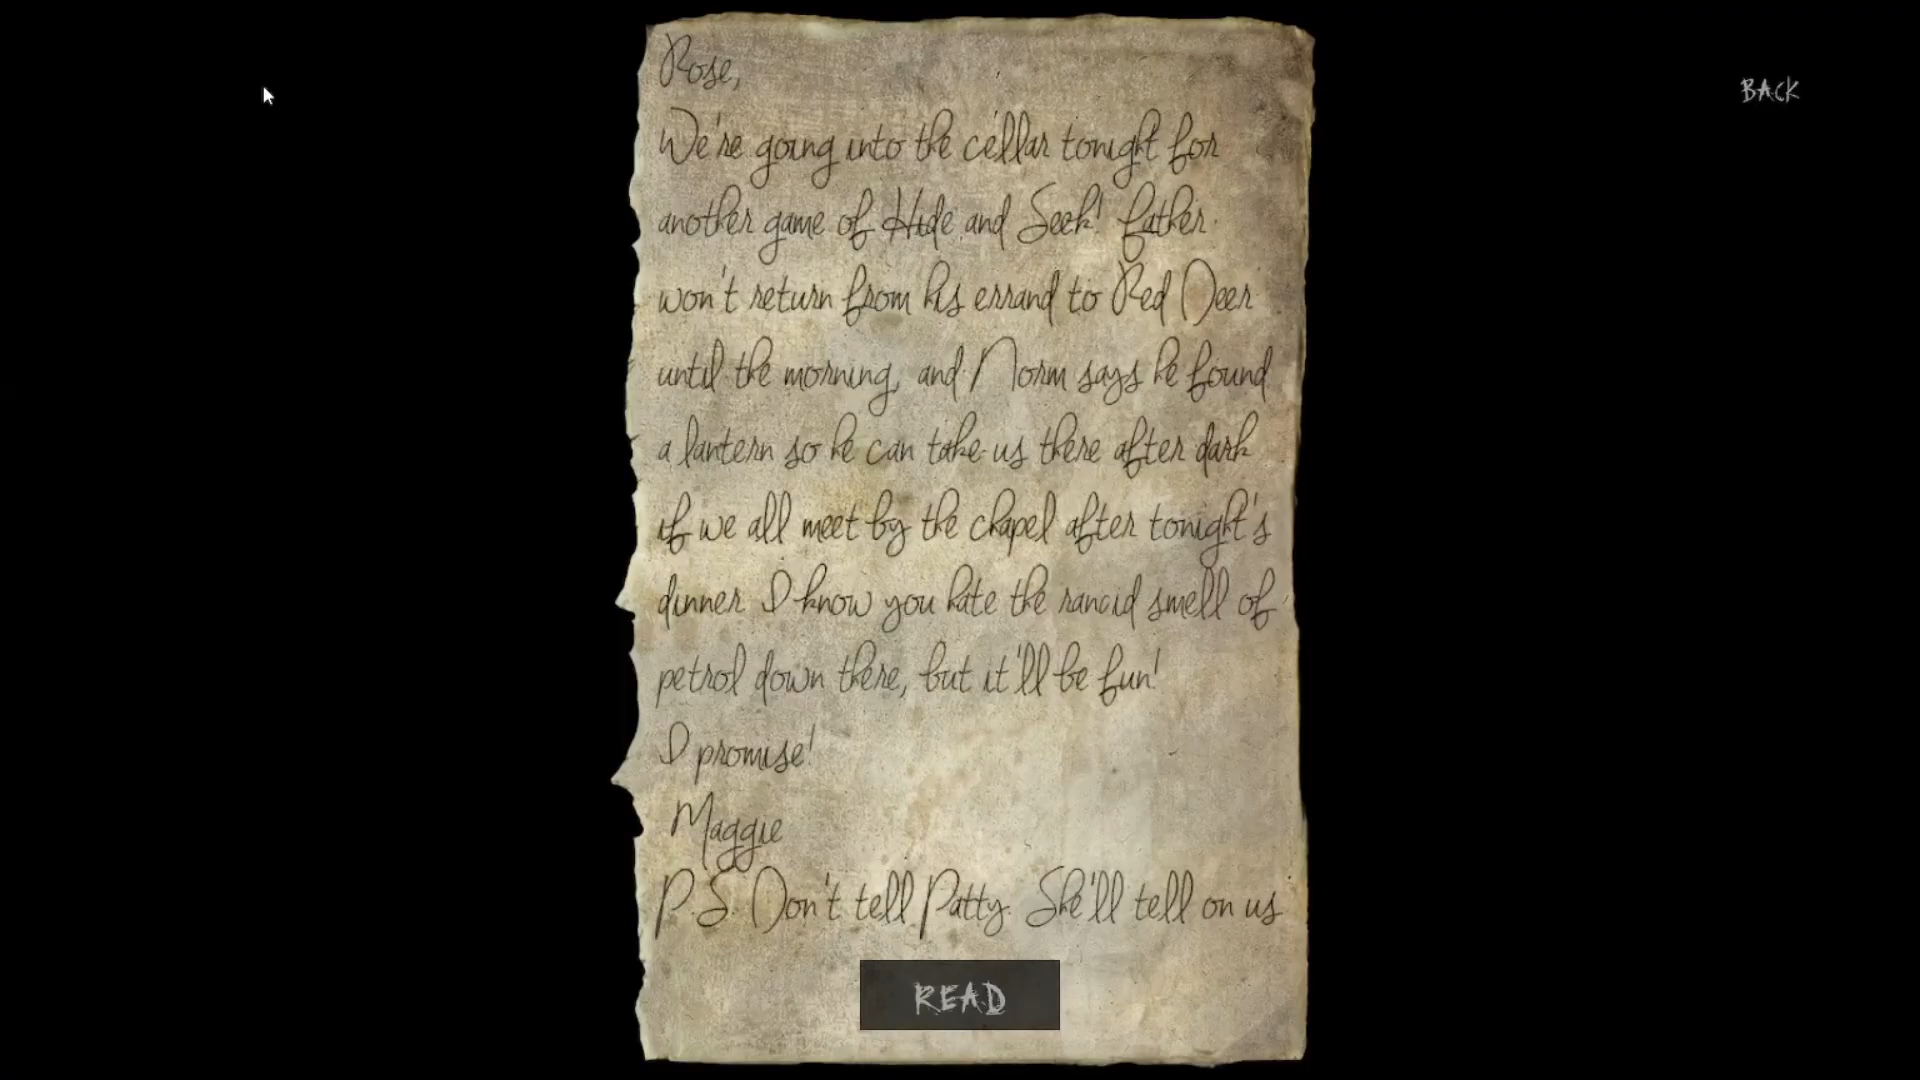 Rose,
BACK
We're going into the cellar tonight for
another game of Hide and Seek! Father
won't return from his errand to Red Deer
until the morning, and Norm says he found
a lantern so he can take us there after dark
if we all meet by the chapel after tonight's
dinner. I know you hate the rancid smell of
petrol down there, but it'll be fun!
I promise!
Maggie
P.S. Don't tell Patty. She'll tell on us
READ